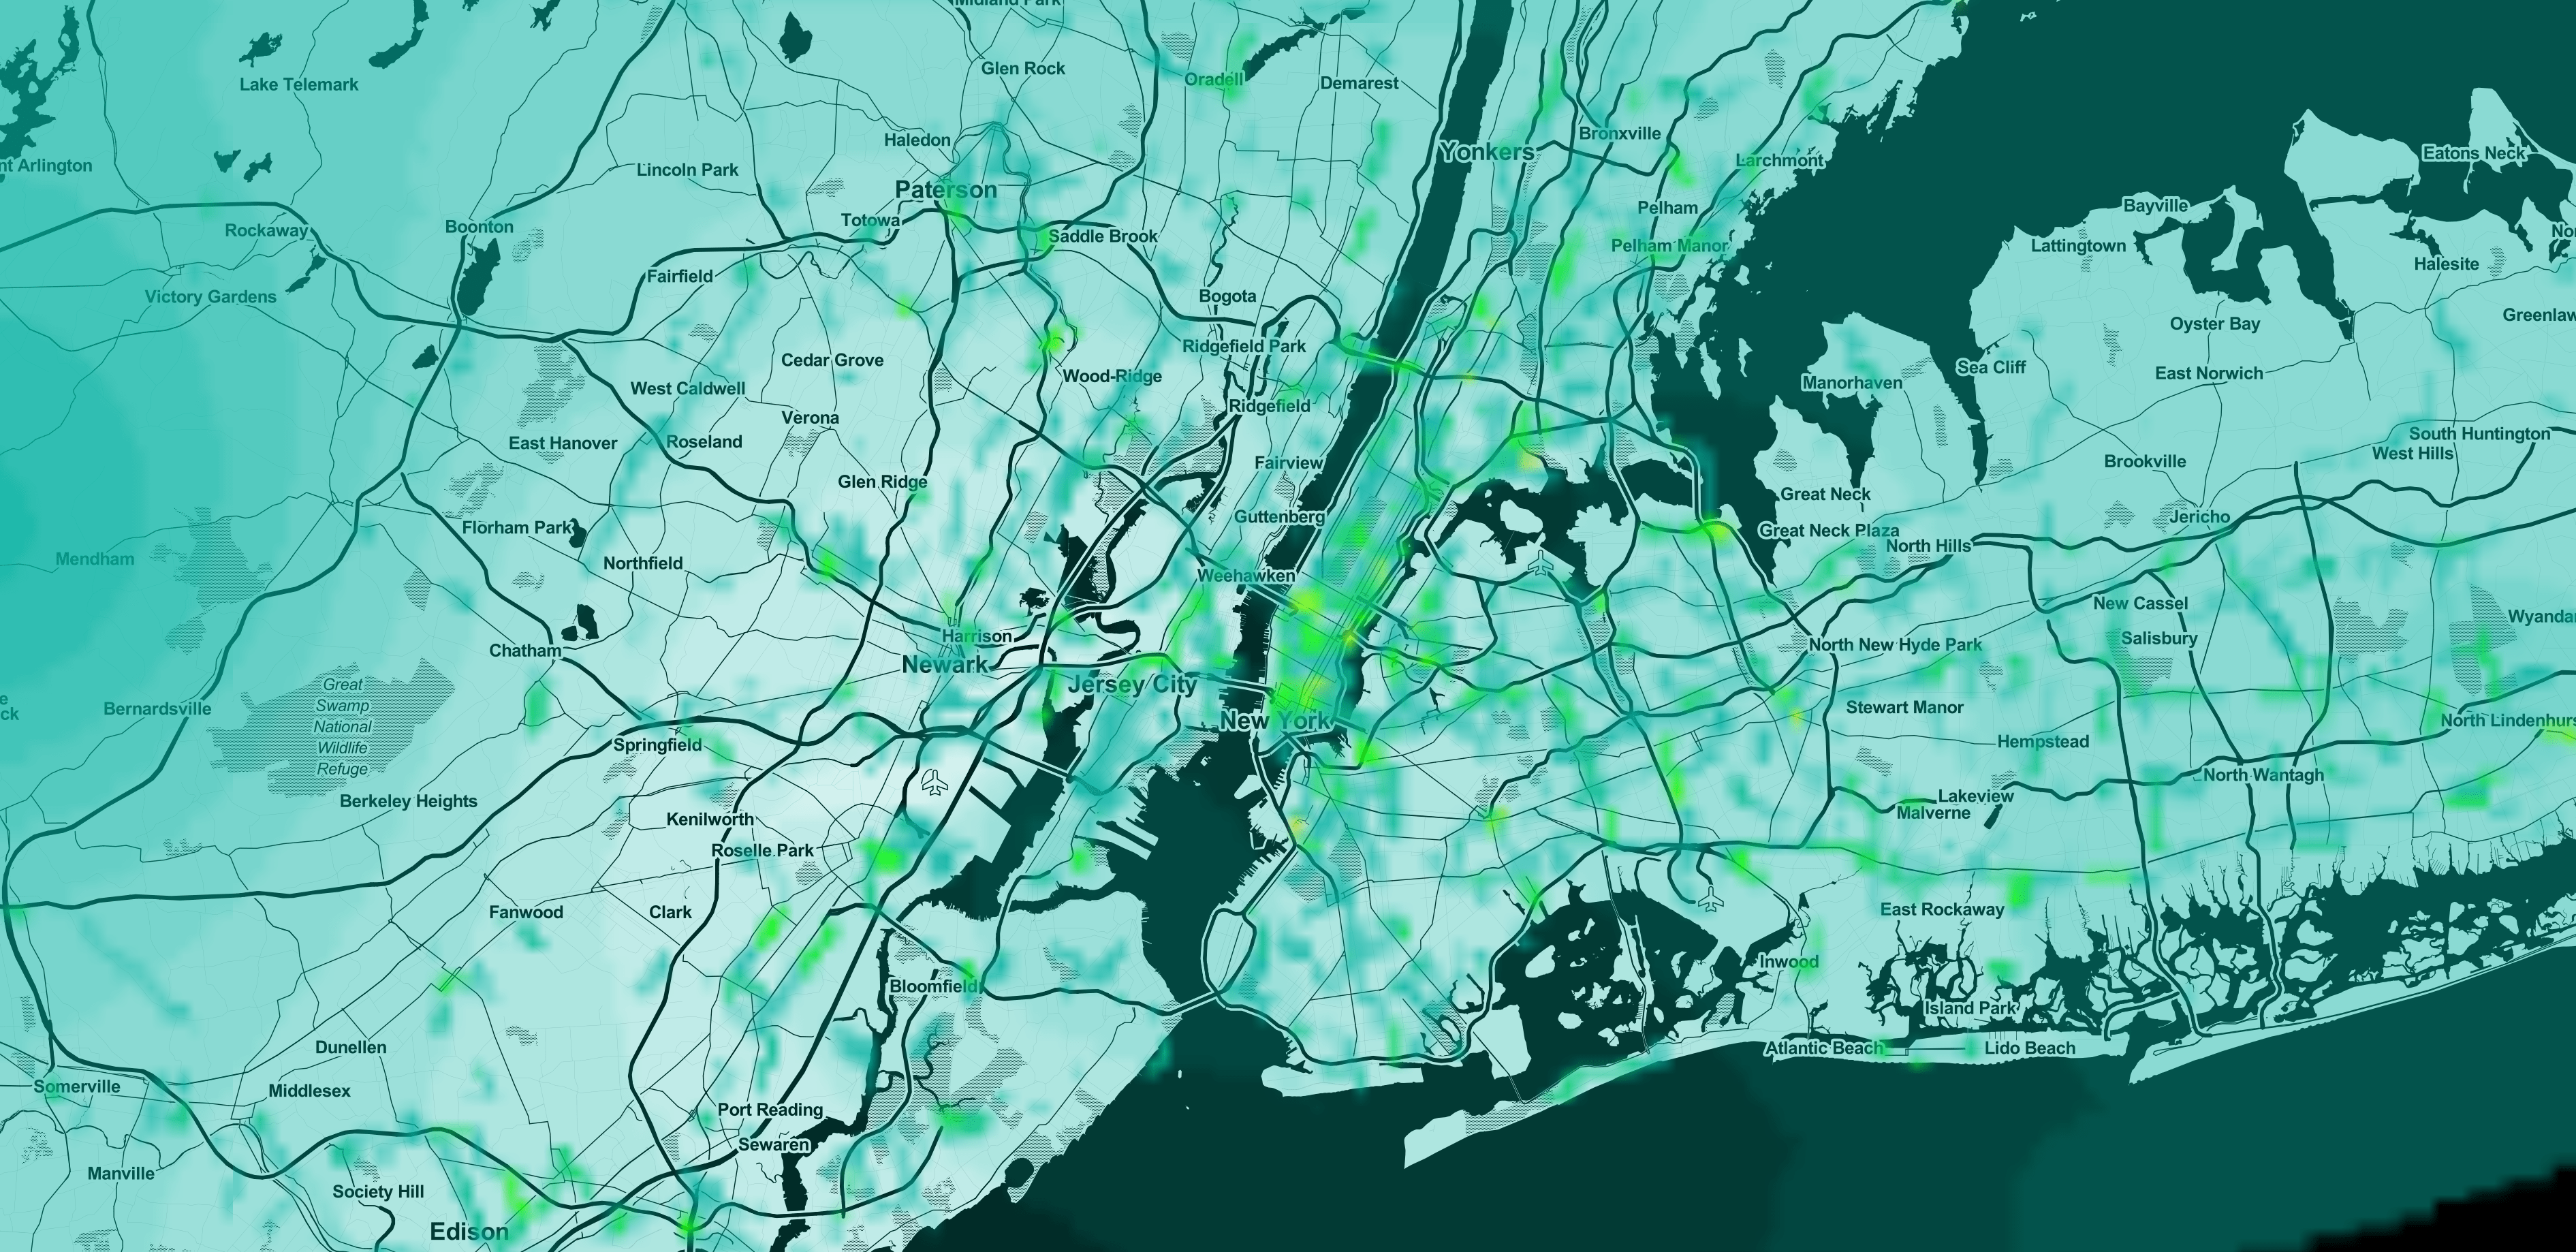 Midland Park
Glen Rock
Oradell
Demarest
Lake Telemark
Bronxville
Haledon
Yonkers
Eatons Neck
Larchmont
nt Arlington
Lincoln Park
Paterson
Bayville
Pelham
Totowa
Rockaway
Boonton
Saddle Brook
Pelham Manor
Lattingtown
No
Halesite
Fairfield
Victory Gardens
Bogota
Greenlaw
Oyster Bay
Ridgefield Park
Cedar Grove
Sea Cliff
East Norwich
Wood-Ridge
Manorhaven
West Caldwell
Ridgefield
Verona
South Huntington
East Hanover
Roseland
West Hills
Fairview
Brookville
Glen Ridge
Great Neck
Guttenberg
Jericho
Florham Park
Great Neck Plaza
North Hills
Mendham
Northfield
Weehawken
New Cassel
Wyanda
Harrison
Salisbury
North New Hyde Park
Chatham
Newark
Jersey City
Great
Swamp
National
Wildlife
Refuge
e
ck
Bernardsville
Stewart Manor
New York
North Lindenhurs
Springfield
Hempstead
North Wantagh
Berkeley Heights
Lakeview
Malverne
Kenilworth
Roselle Park
Fanwood
Clark
East Rockaway
Inwood
Bloomfield
Island Park
Dunellen
Atlantic Beach
Lido Beach
Somerville
Middlesex
Port Reading
Sewaren
Manville
Society Hill
Edison